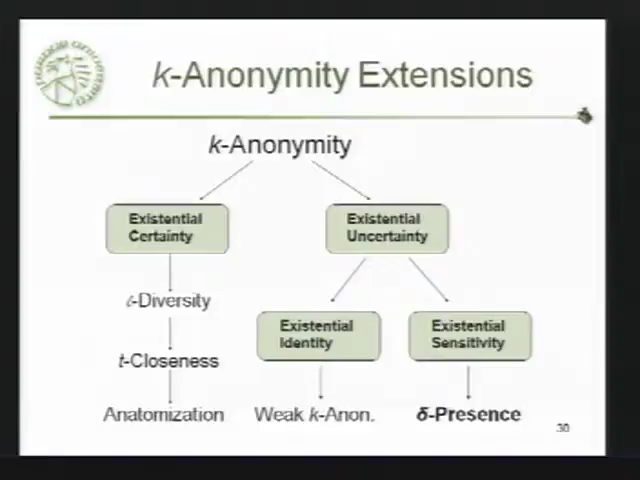 k-Anonymity Extensions
k-Anonymity
Existential
Certainty
Existential
Uncertainty
ℓ-Diversity
Existential
Identity
Existential
Sensitivity
t-Closeness
Anatomization
Weak k-Anon.
δ-Presence
30